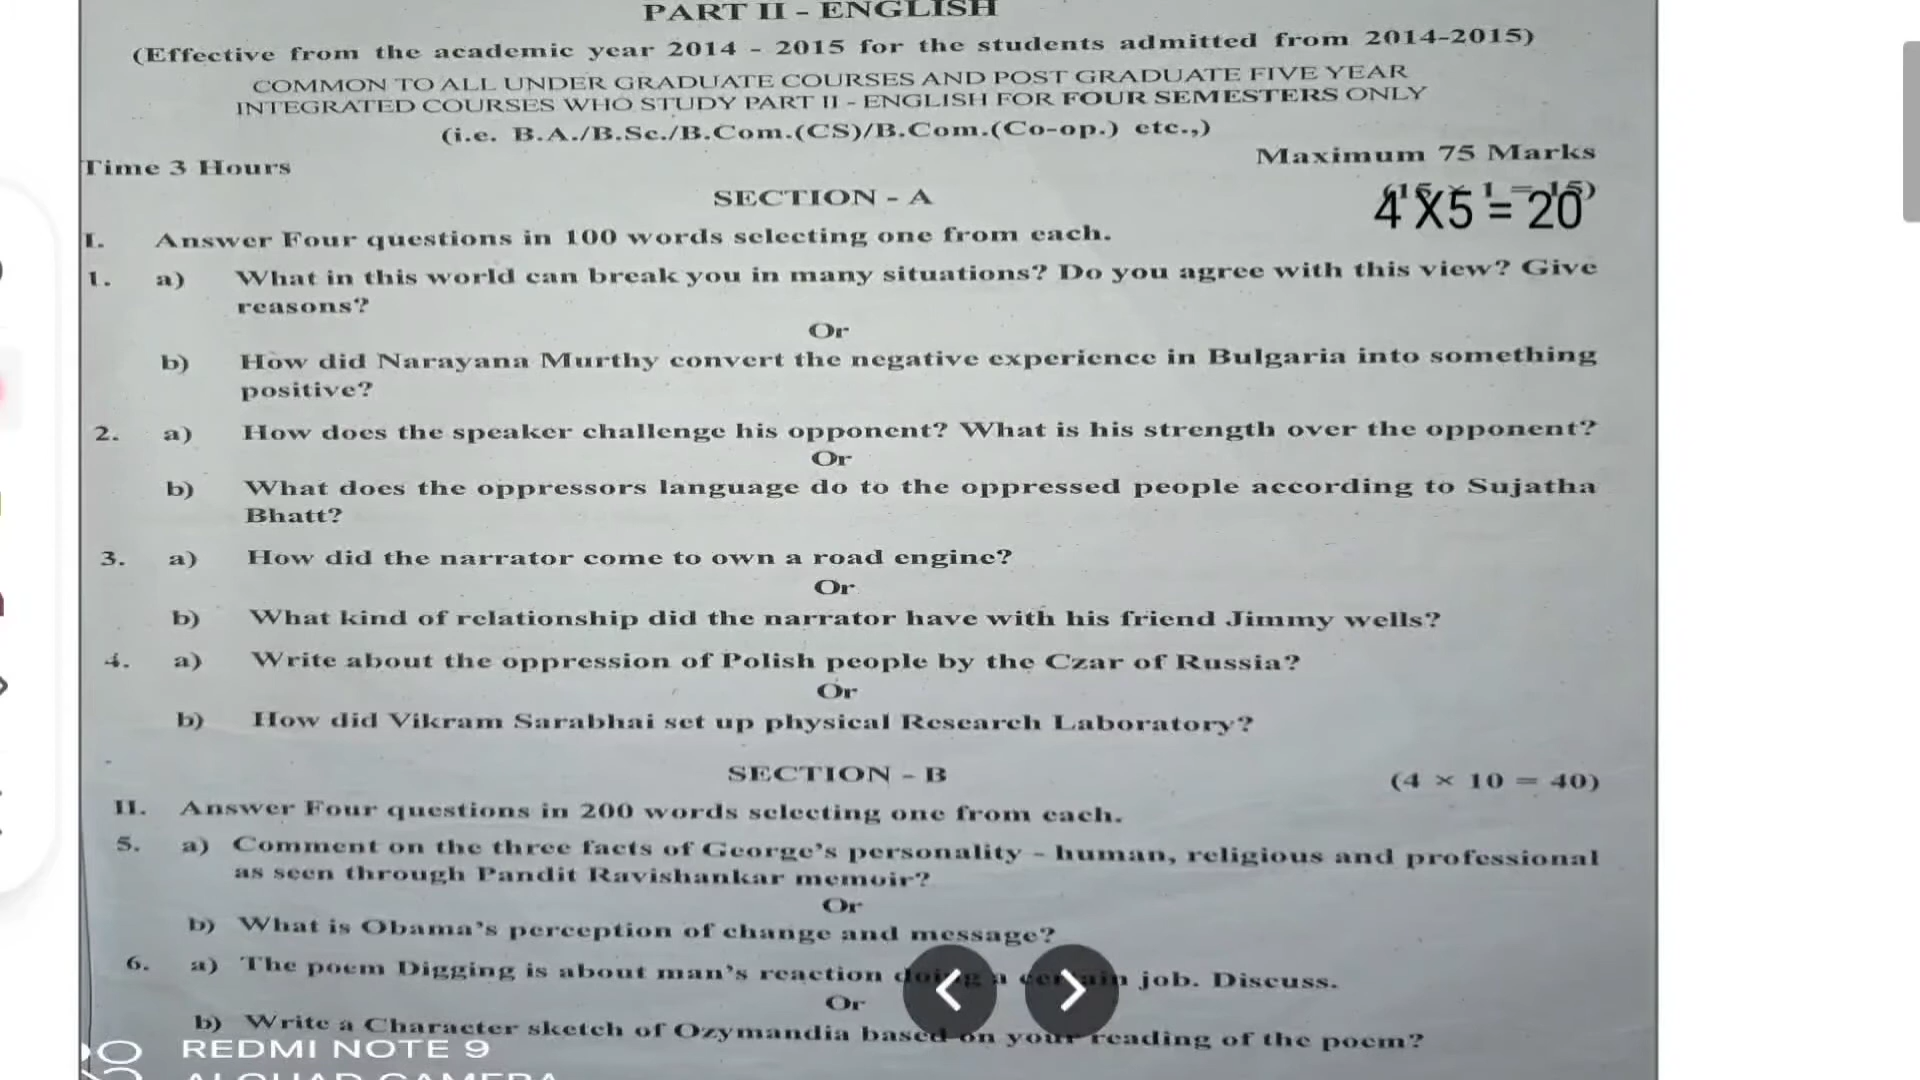 PART II - ENGLISH
(Effective from the academic year 2014 - 2015 for the students admitted from 2014-2015)
COMMON TO ALL UNDER GRADUATE COURSES AND POST GRADUATE FIVE YEAR
INTEGRATED COURSES WHO STUDY PART II - ENGLISH FOR FOUR SEMESTERS ONLY
(i.e. B.A./B.Sc./B.Com.(CS)/B.Com.(Co-op.) etc.,)
Time 3 Hours
Maximum 75 Marks
SECTION - A
4 X5 = 20
I. Answer Four questions in 100 words selecting one from each.
1. a) What in this world can break you in many situations? Do you agree with this view? Give
reasons?
Or
b) How did Narayana Murthy convert the negative experience in Bulgaria into something
positive?
2. a) How does the speaker challenge his opponent? What is his strength over the opponent?
Or
b) What does the oppressors language do to the oppressed people according to Sujatha
Bhatt?
3. a) How did the narrator come to own a road engine?
Or
b) What kind of relationship did the narrator have with his friend Jimmy wells?
4. a) Write about the oppression of Polish people by the Czar of Russia?
Or
b) How did Vikram Sarabhai set up physical Research Laboratory?
SECTION - B
(4 × 10 = 40)
II. Answer Four questions in 200 words selecting one from each.
5. a) Comment on the three facts of George's personality - human, religious and professional
as seen through Pandit Ravishankar memoir?
Or
b) What is Obama's perception of change and message?
6. a) The poem Digging is about man's reaction doing a certain job. Discuss.
Or
b) Write a Character sketch of Ozymandia based on your reading of the poem?
REDMI NOTE 9